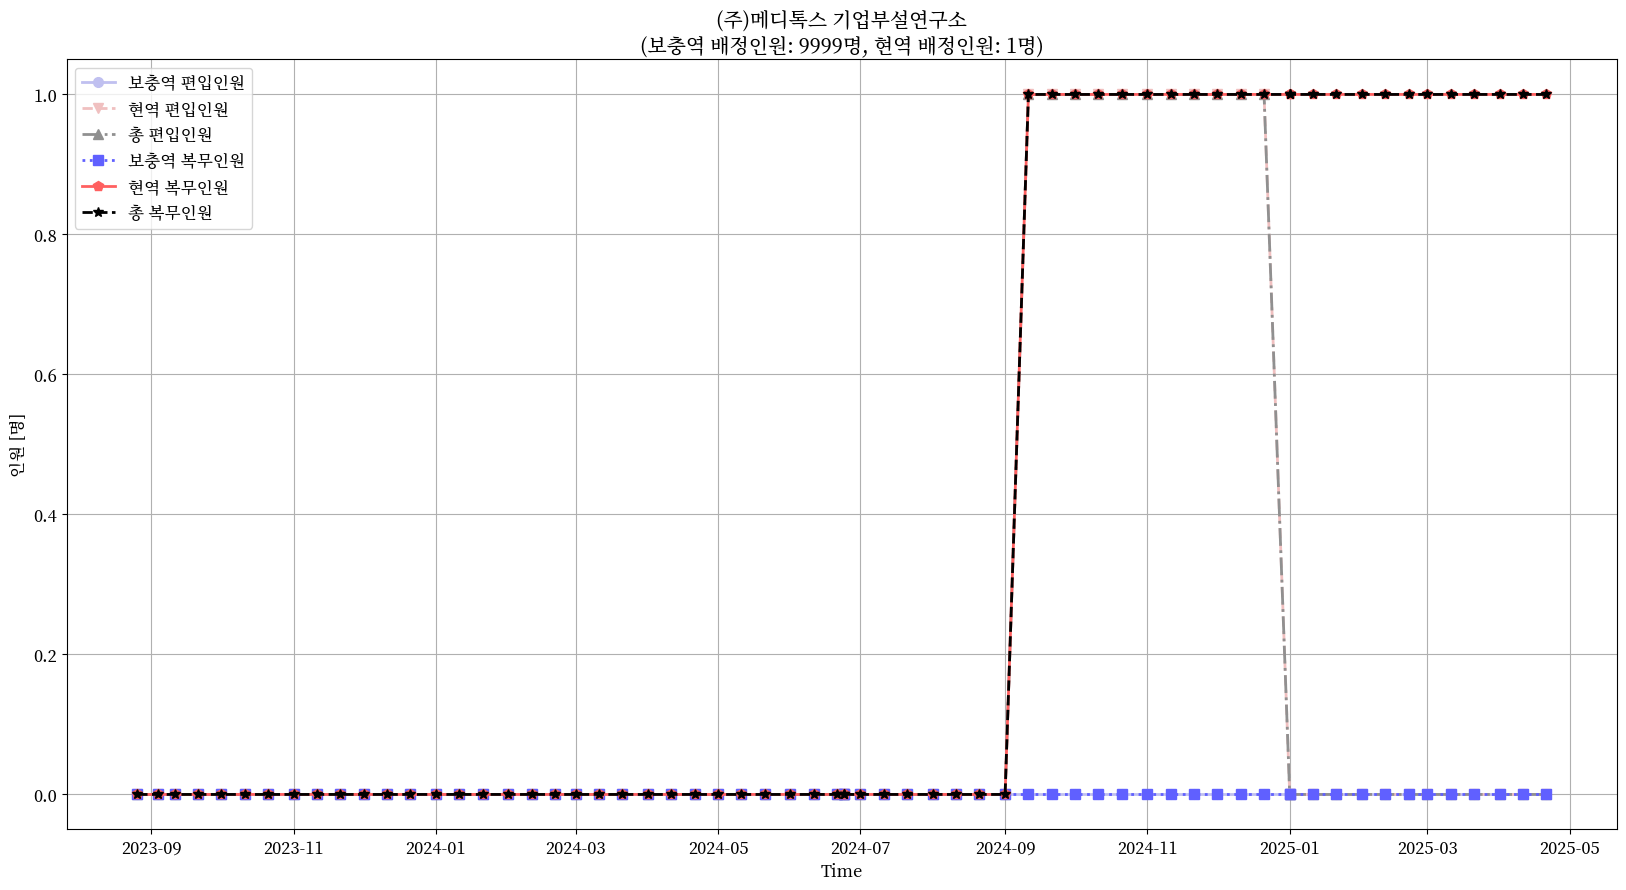 (주)메디톡스 기업부설연구소
(보충역 배정인원: 9999명, 현역 배정인원: 1명)
보충역 편입인원
현역 편입인원
총 편입인원
보충역 복무인원
현역 복무인원
총 복무인원
1.0
0.8
0.6
0.4
0.2
0.0
인원 [명]
2023-09
2023-11
2024-01
2024-03
2024-05
2024-07
2024-09
2024-11
2025-01
2025-03
2025-05
Time